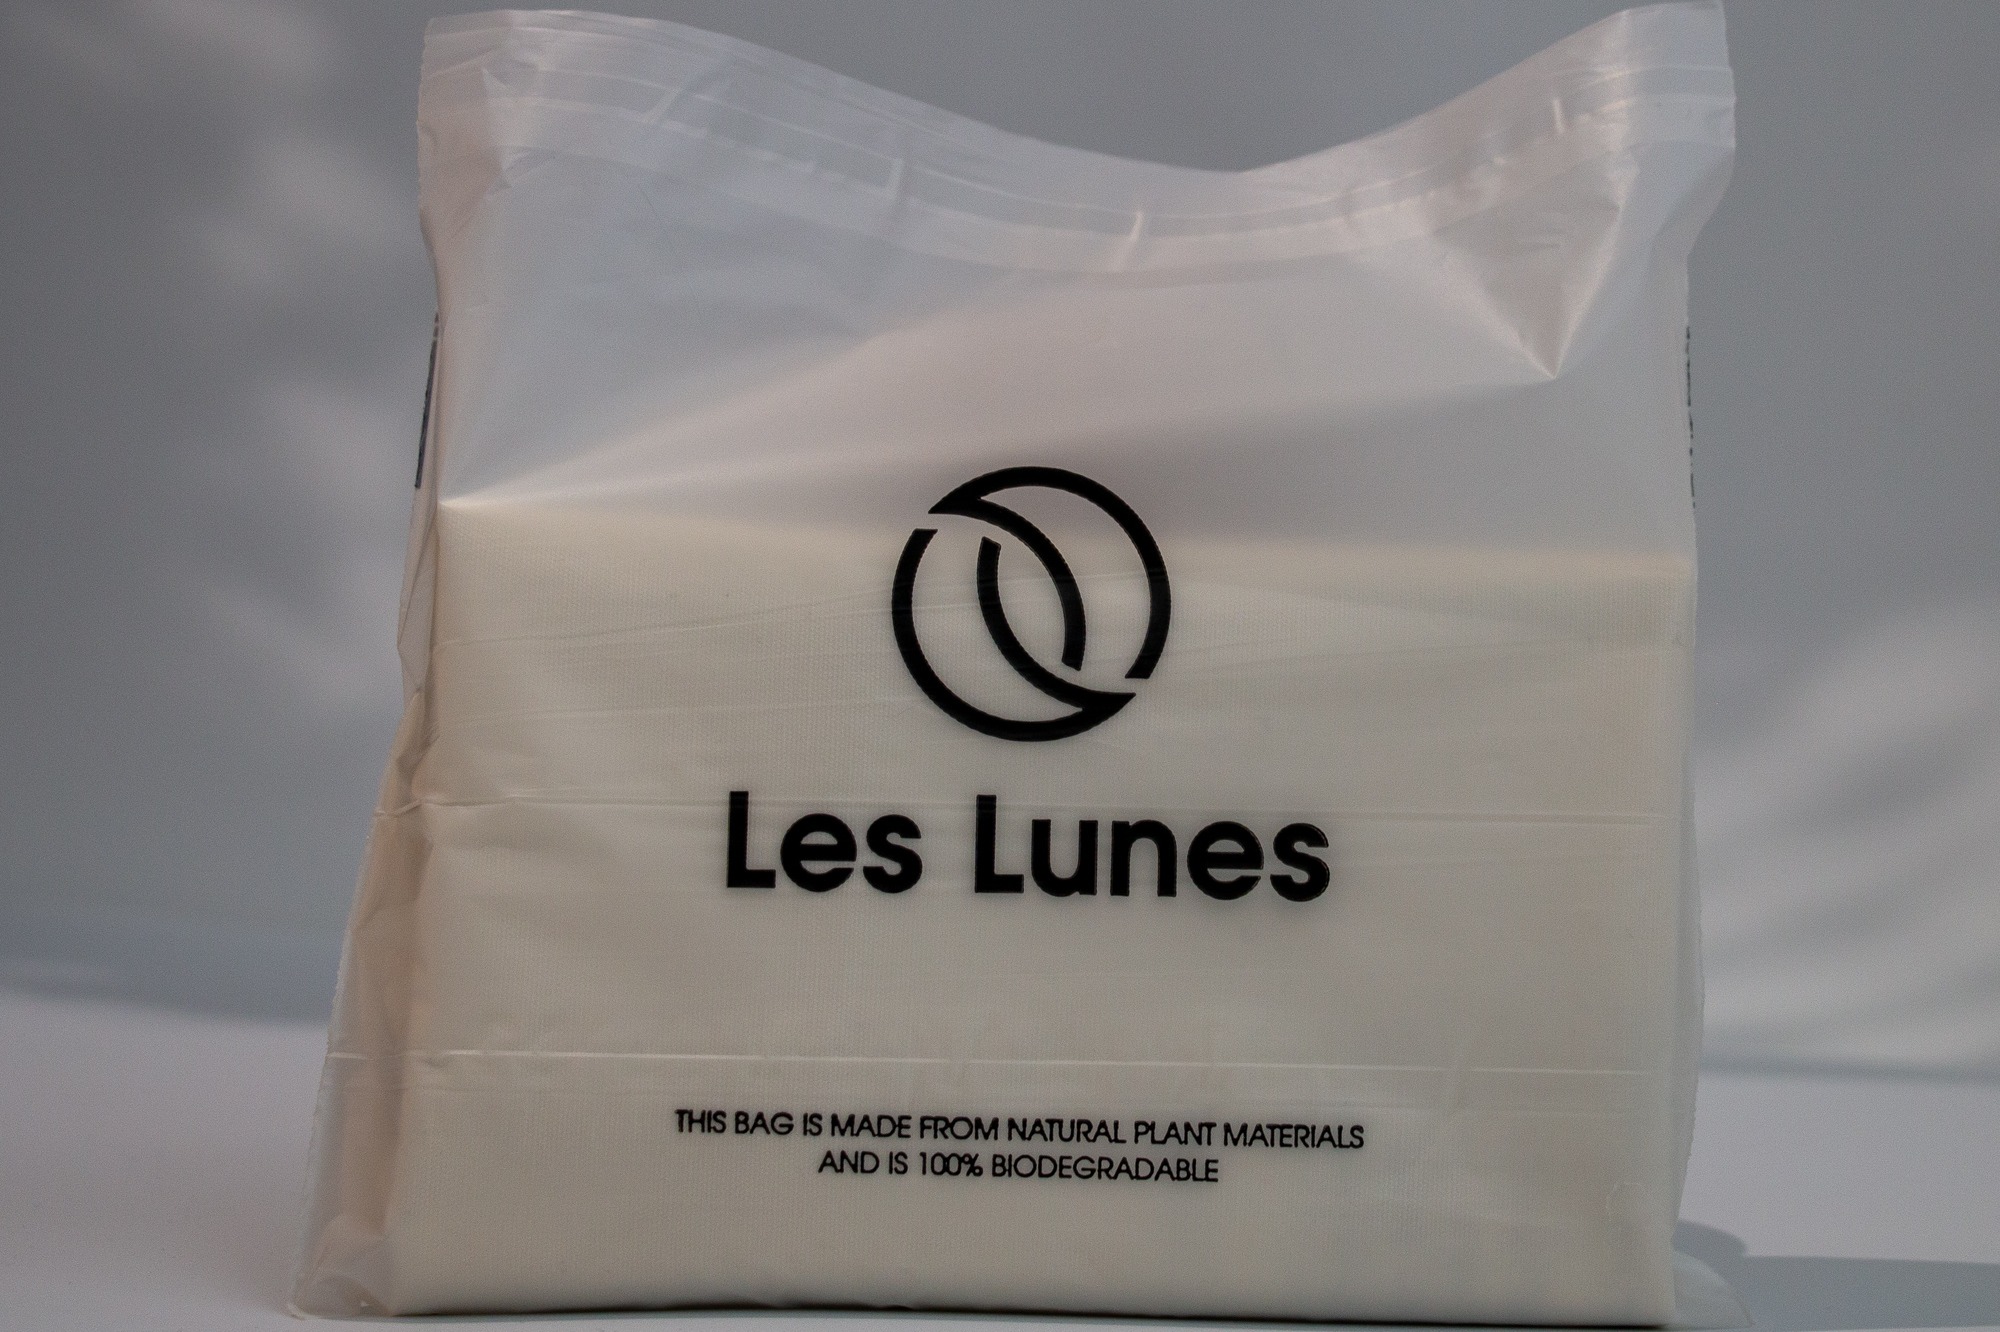 Les Lunes
THIS BAG IS MADE FROM NATURAL PLANT MATERIALS
AND IS 100% BIODEGRADABLE